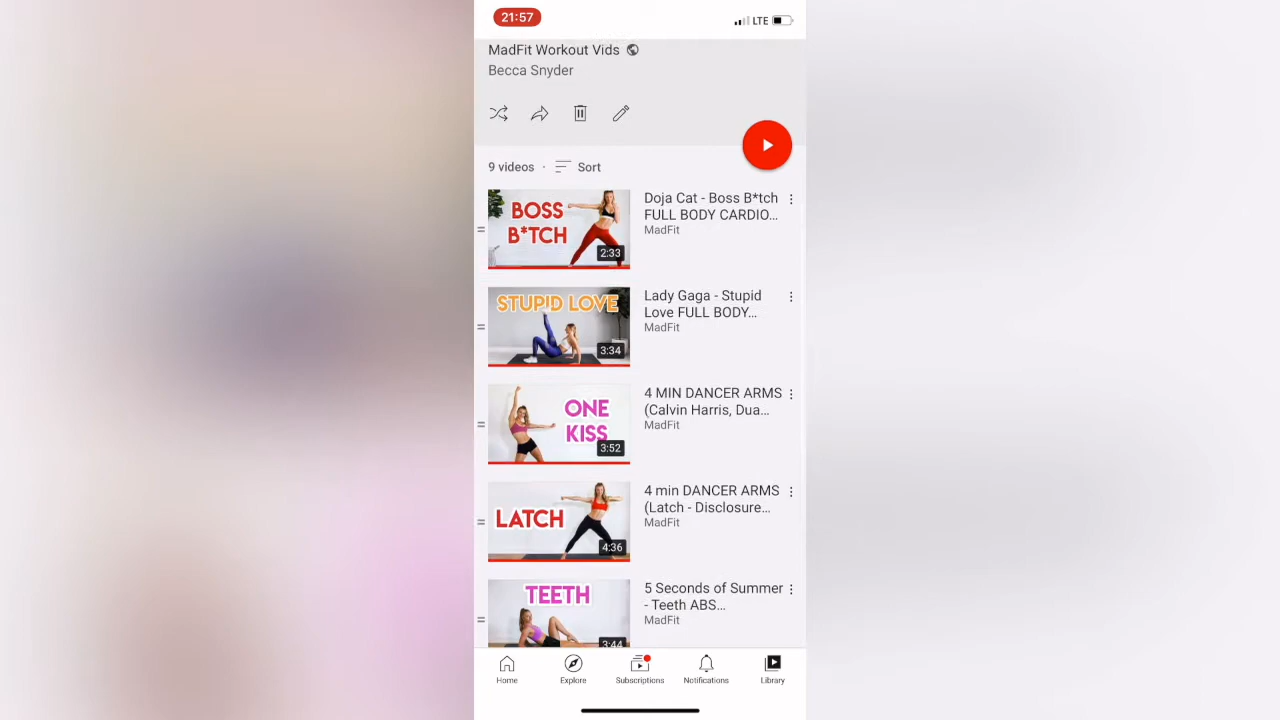 21:57
LTE
MadFit Workout Vids
Becca Snyder
9 videos · Sort
BOSS
B*TCH
2:33
Doja Cat - Boss B*tch
FULL BODY CARDIO...
MadFit
STUPID LOVE
3:34
Lady Gaga - Stupid
Love FULL BODY...
MadFit
ONE
KISS
3:52
4 MIN DANCER ARMS
(Calvin Harris, Dua...
MadFit
LATCH
4:36
4 min DANCER ARMS
(Latch - Disclosure...
MadFit
TEETH
3:44
5 Seconds of Summer
- Teeth ABS...
MadFit
Home
Explore
Subscriptions
Notifications
Library